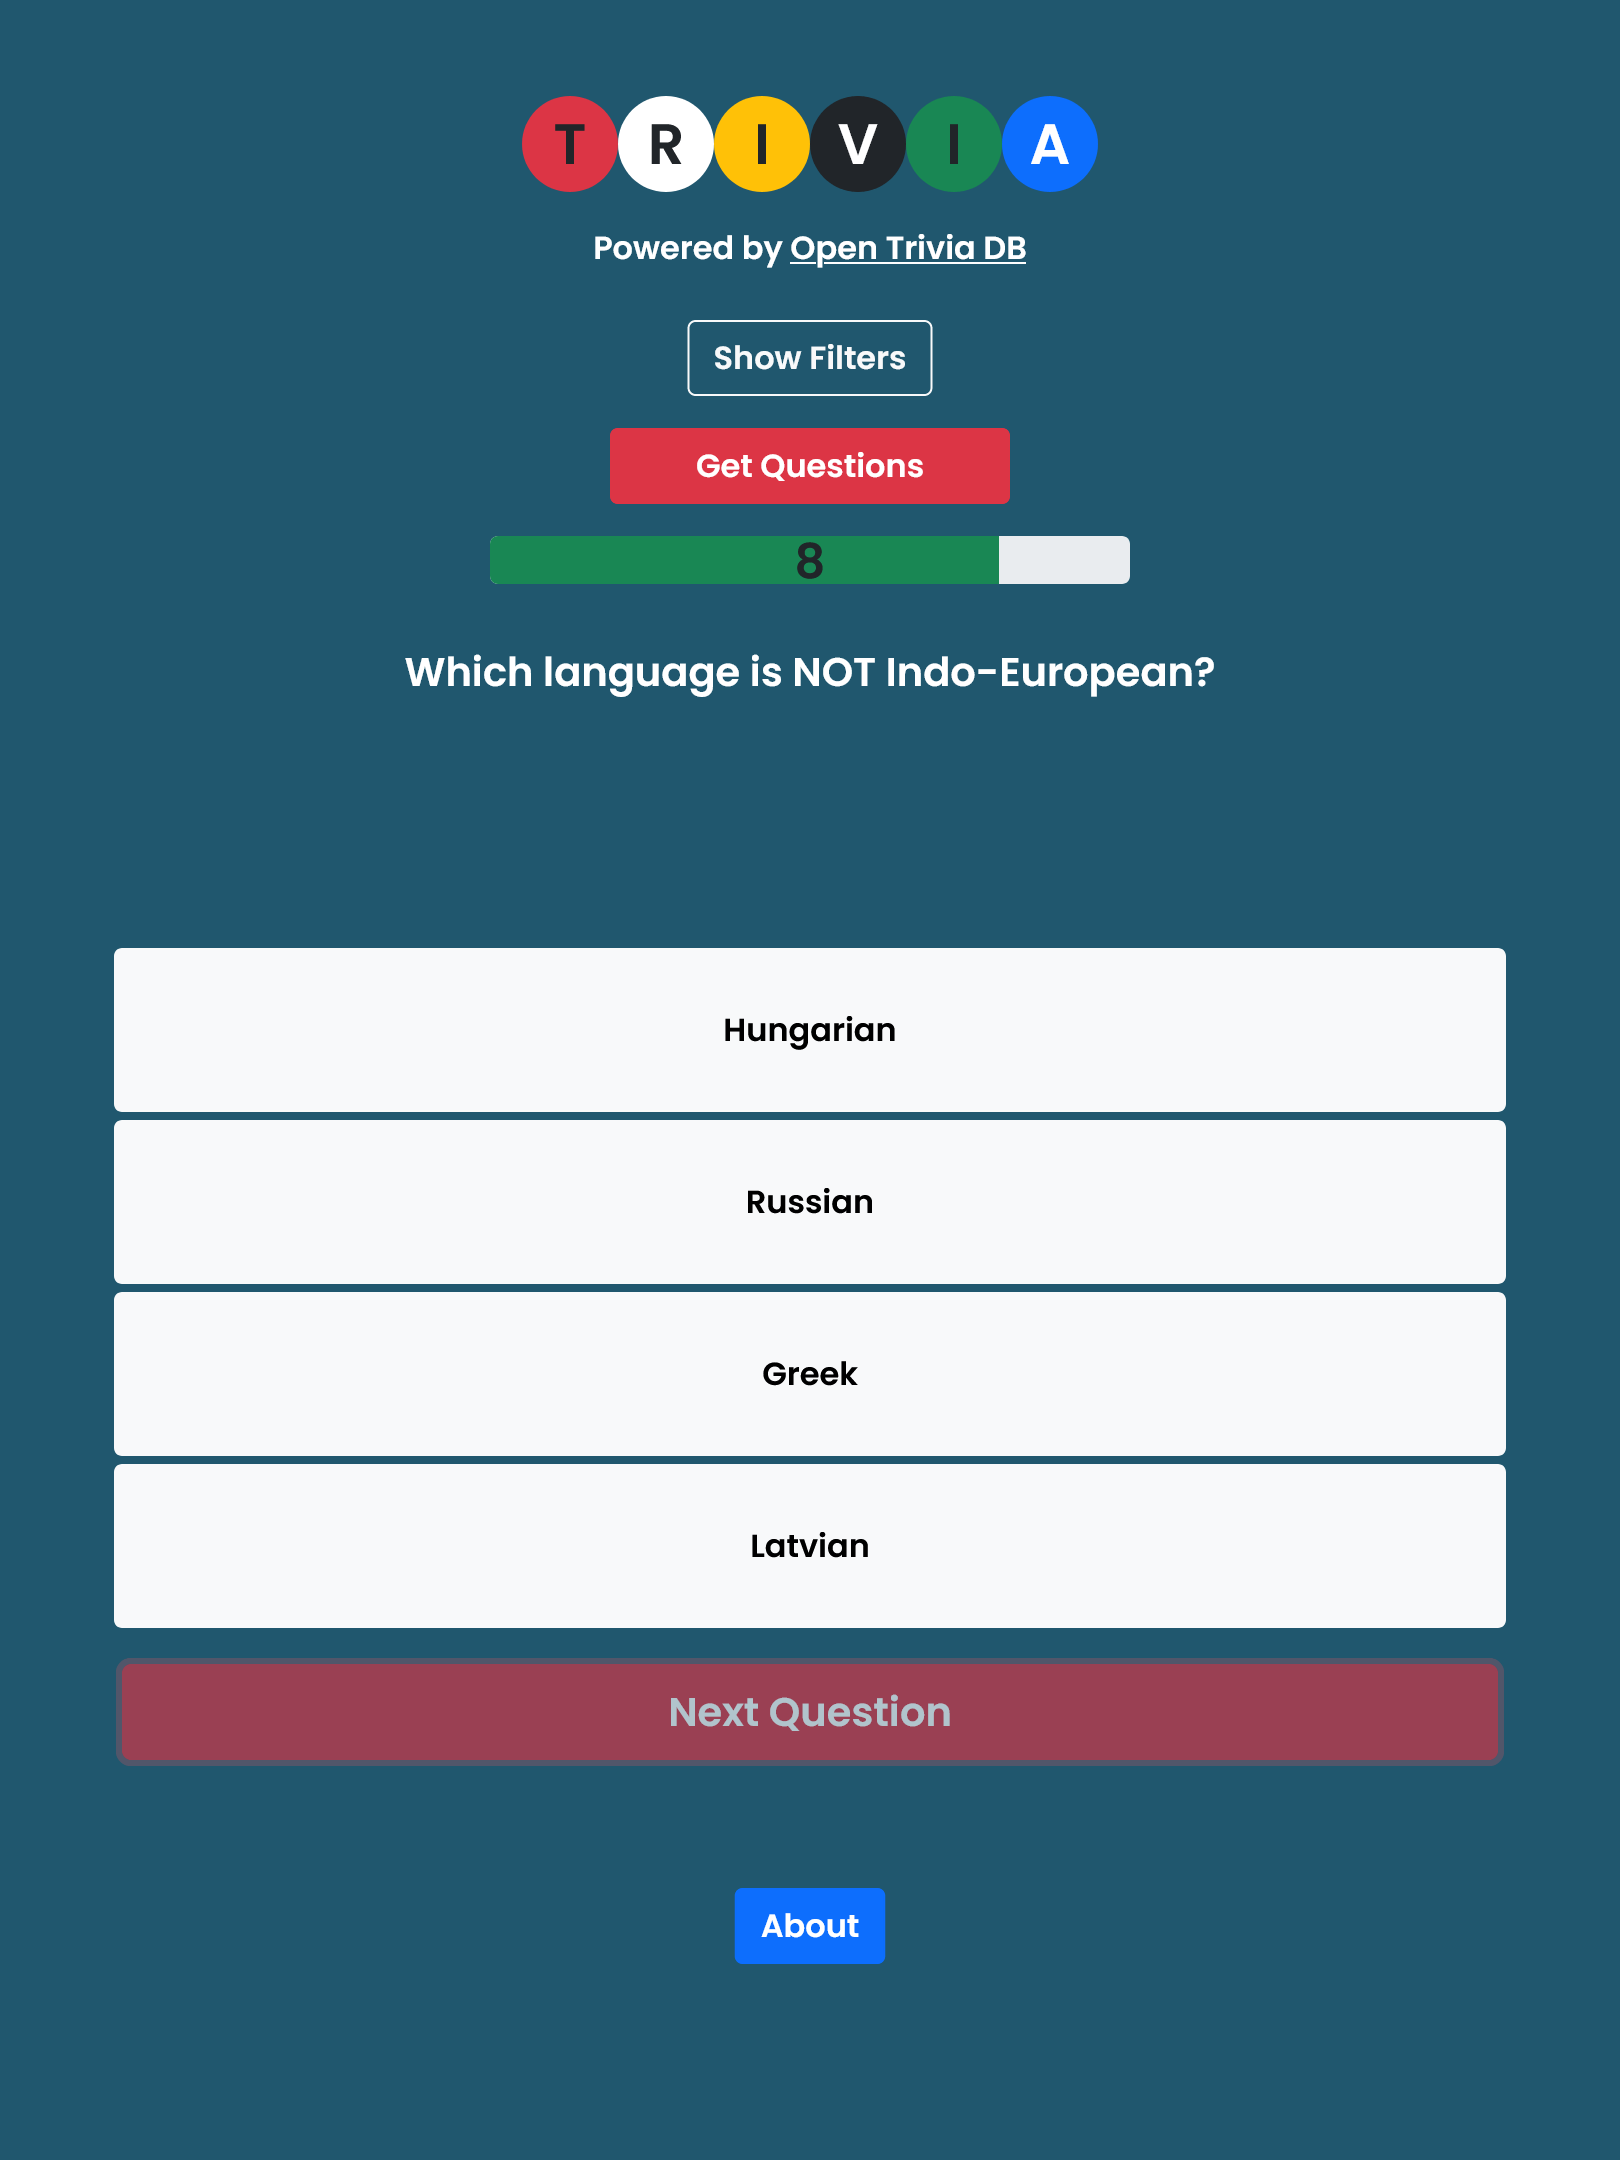 TRIVIA
Powered by Open Trivia DB
Show Filters
Get Questions
8
Which language is NOT Indo-European?
Hungarian
Russian
Greek
Latvian
Next Question
About